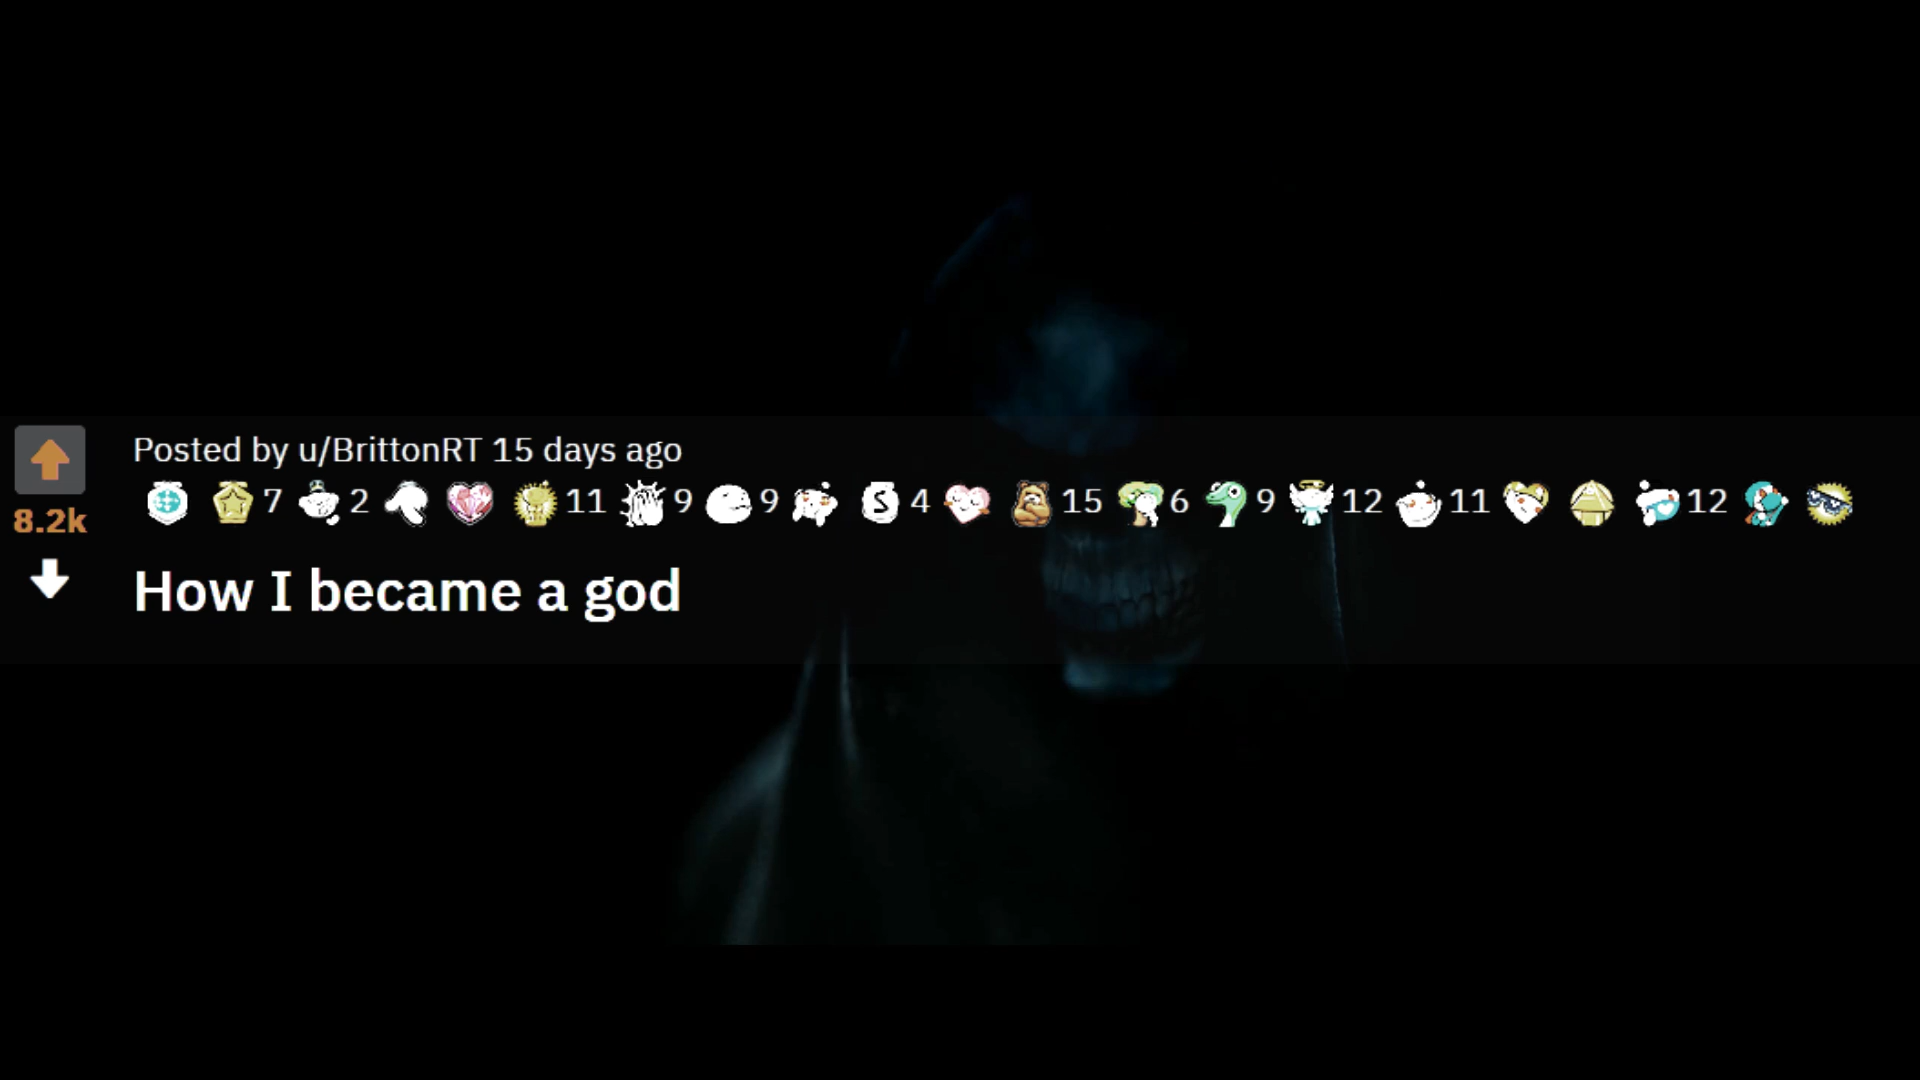 Posted by u/BrittonRT 15 days ago
7 2 11 9 9 S 4 15 6 9 12 11 12
8.2k
How I became a god